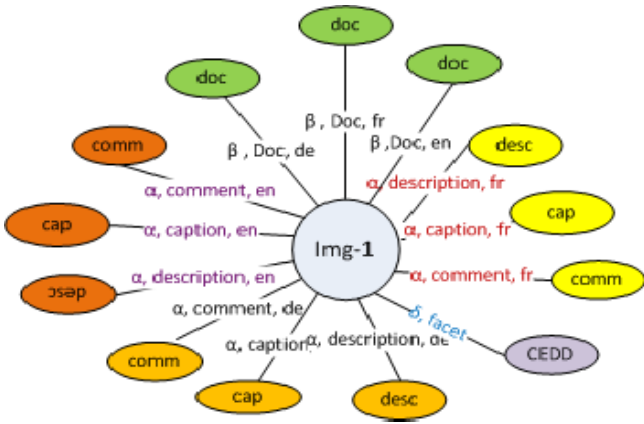 doc
doc
doc
β , Doc, fr
β , Doc, de
β ,Doc, en
comm
desc
α, description, fr
α, comment, en
cap
cap
α, caption, en
Img-1
α, caption, fr
α, description, en
α, comment, fr
comm
desc
α, comment, de
δ, facet
α, caption,
α, description, de
comm
CEDD
cap
desc